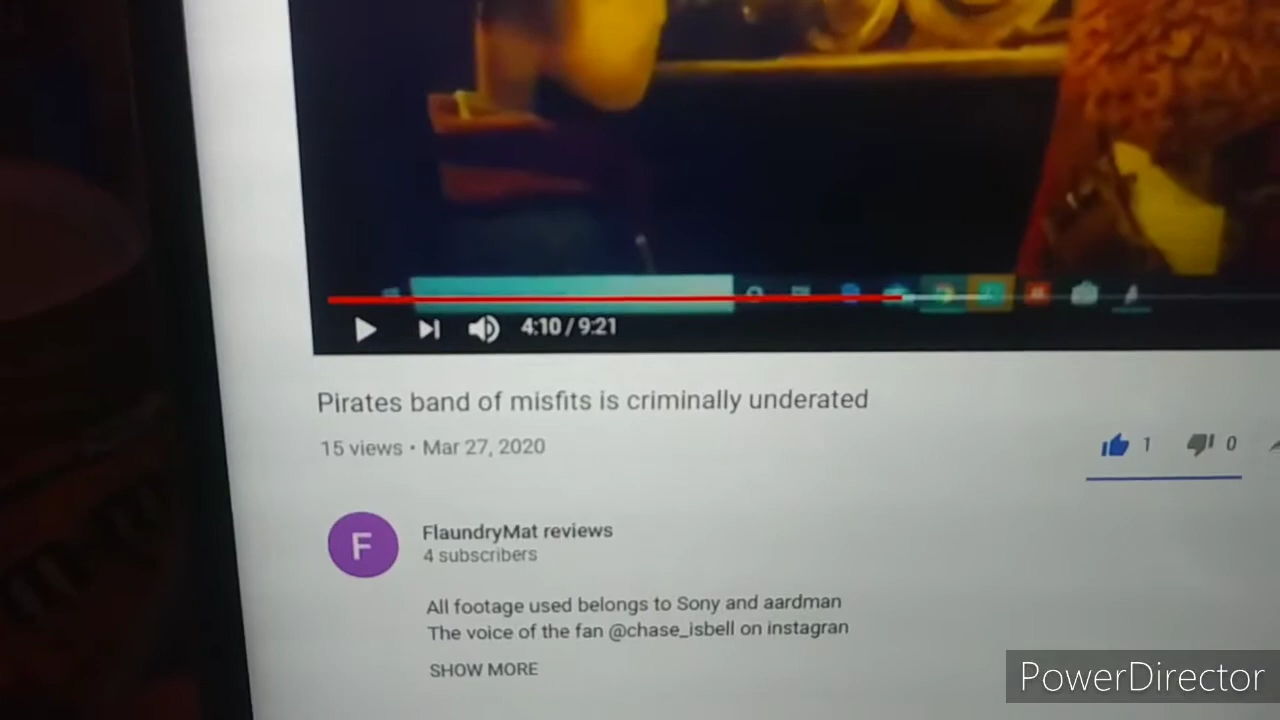 4:10 / 9:21
Pirates band of misfits is criminally underated
15 views • Mar 27, 2020
1
0
F
FlaundryMat reviews
4 subscribers
All footage used belongs to Sony and aardman
The voice of the fan @chase_isbell on instagran
SHOW MORE
PowerDirector